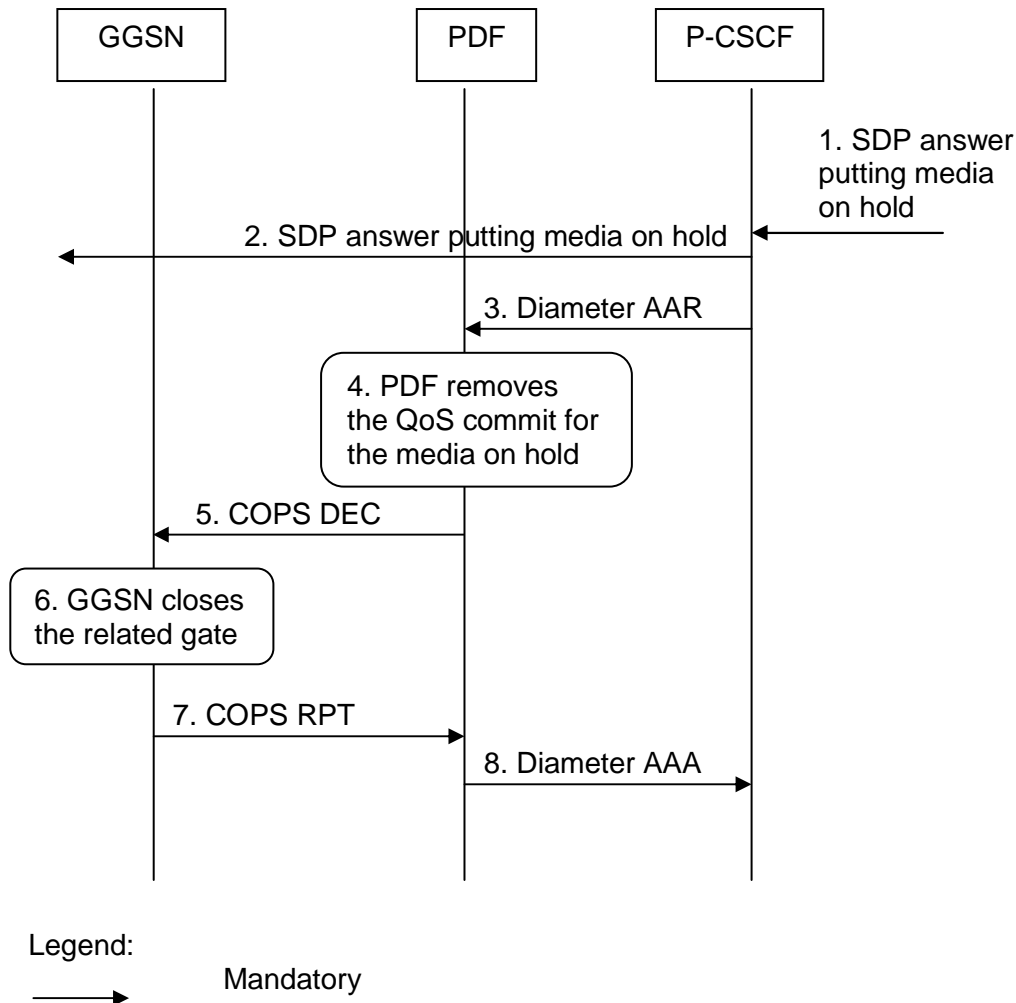 GGSN
PDF
P-CSCF
1. SDP answer
putting media
on hold
2. SDP answer putting media on hold
3. Diameter AAR
4. PDF removes
the QoS commit for
the media on hold
5. COPS DEC
6. GGSN closes
the related gate
7. COPS RPT
8. Diameter AAA
Legend:
Mandatory